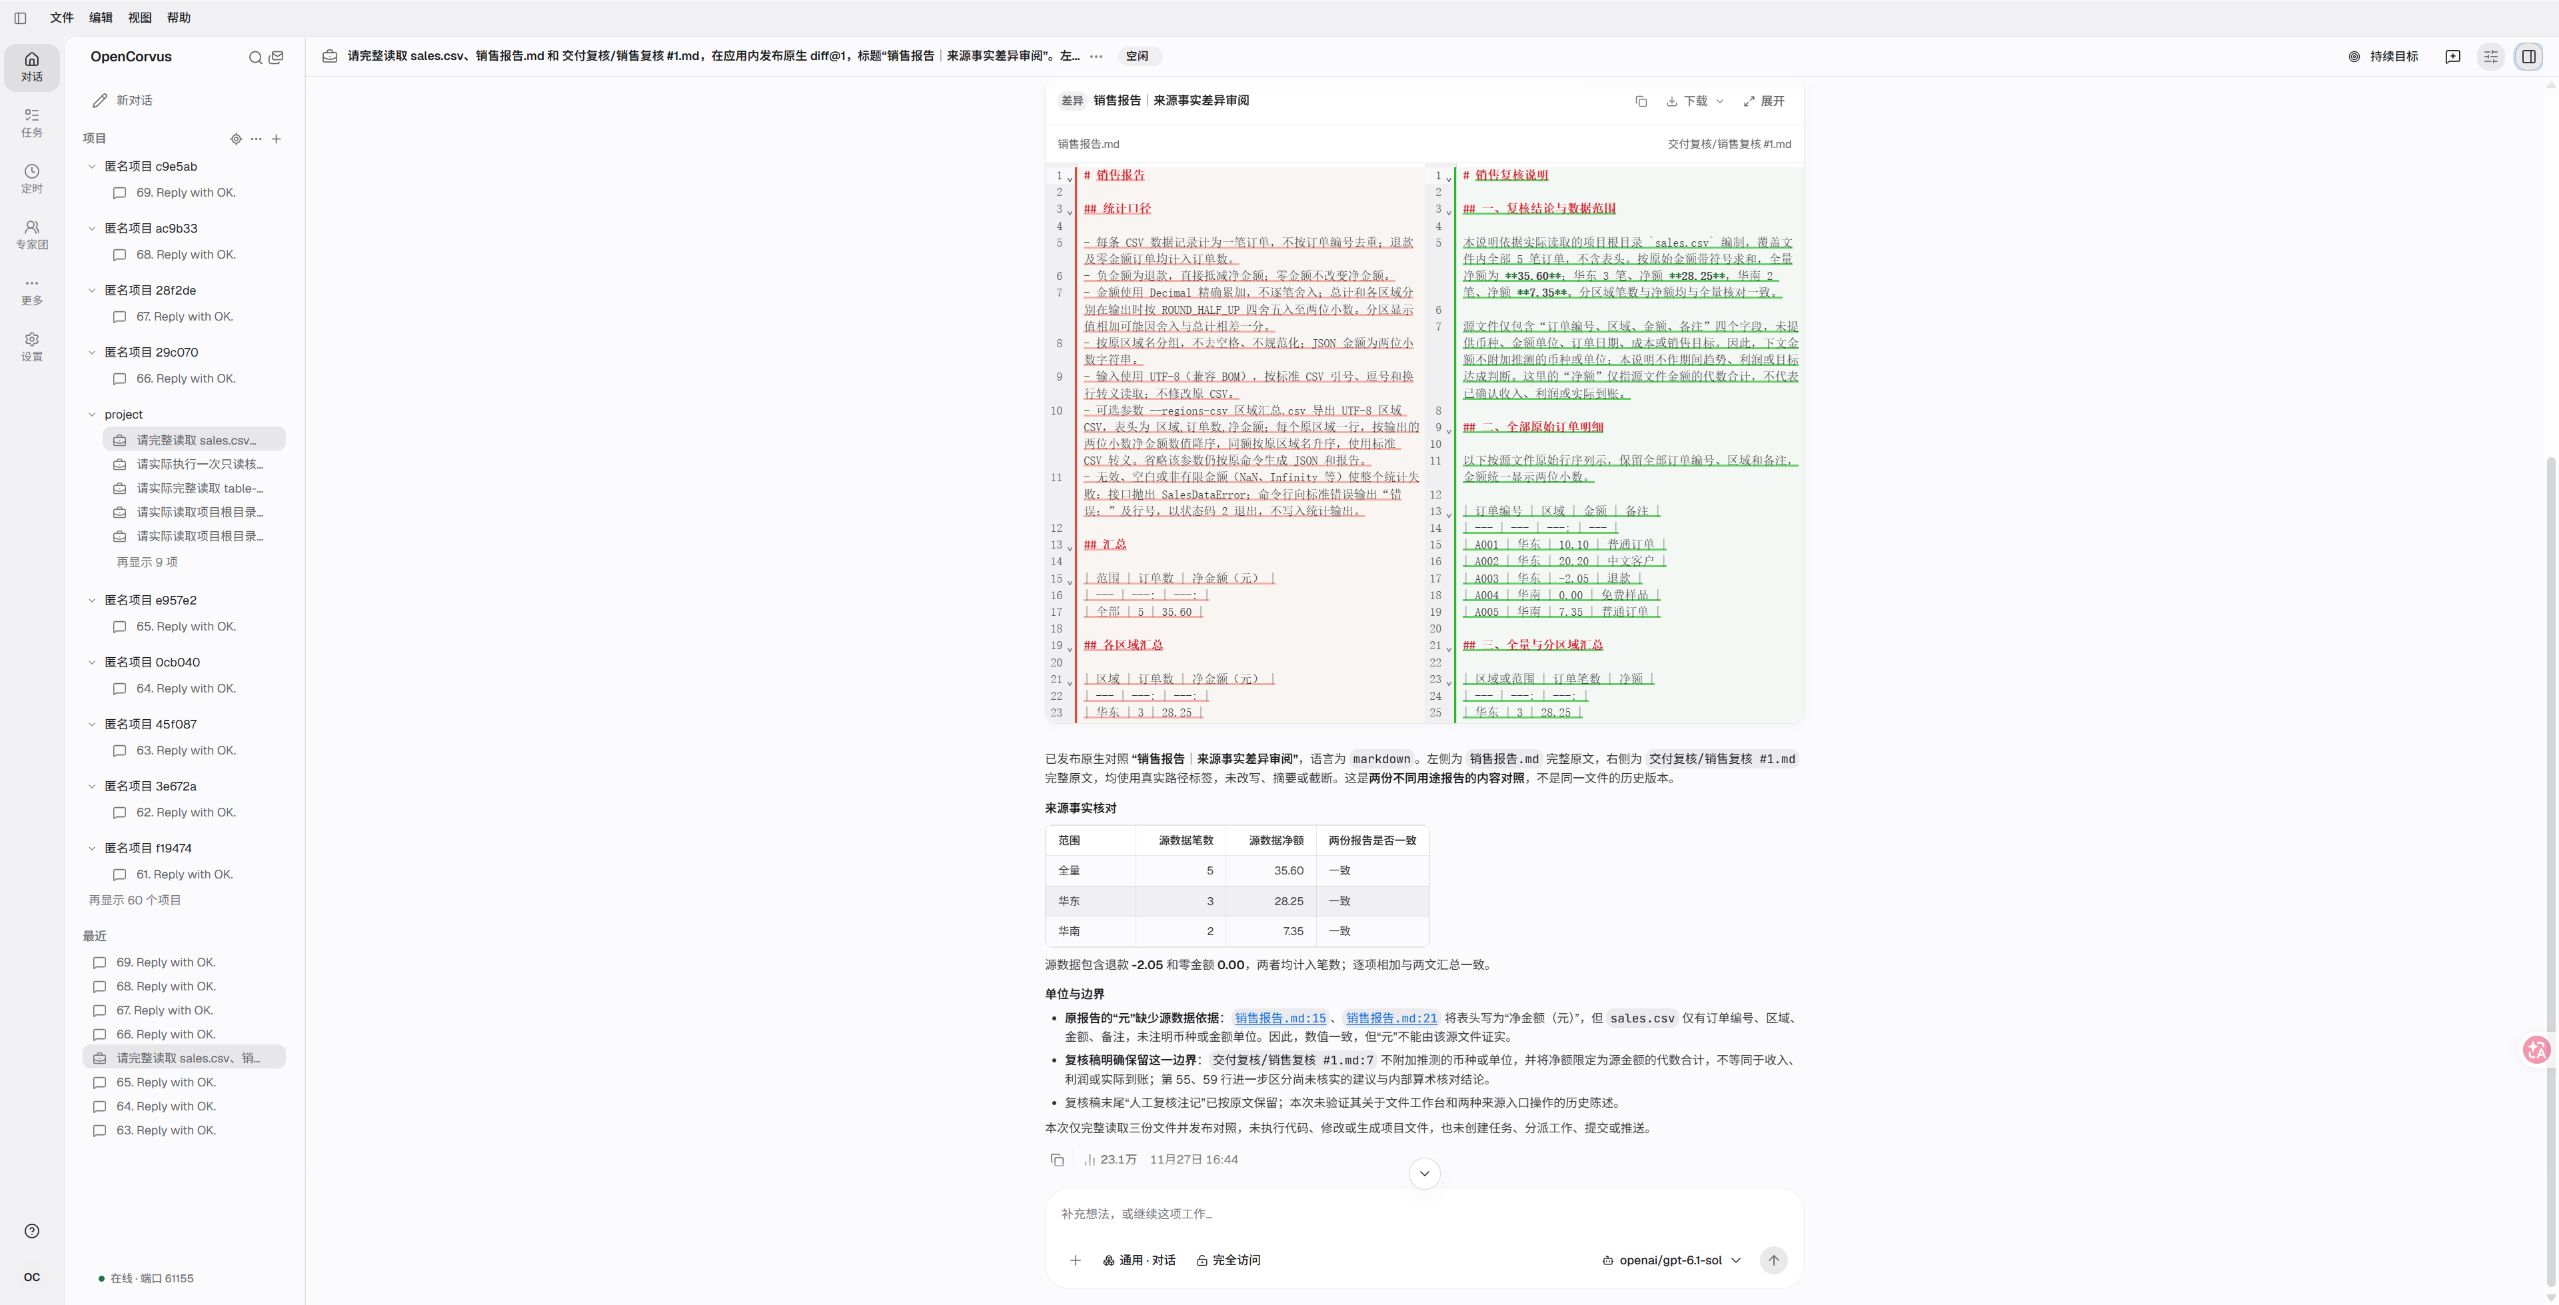 文件 编辑 视图 帮助
对话
任务
定时
专家团
更多
设置
OC
OpenCorvus
新对话
项目
匿名项目 c9e5ab
69. Reply with OK.
匿名项目 ac9b33
68. Reply with OK.
匿名项目 28f2de
67. Reply with OK.
匿名项目 29c070
66. Reply with OK.
project
请完整读取 sales.csv...
请实际执行一次只读核...
请实际完整读取 table-...
请实际读取项目根目录...
请实际读取项目根目录...
再显示 9 项
匿名项目 e957e2
65. Reply with OK.
匿名项目 0cb040
64. Reply with OK.
匿名项目 45f087
63. Reply with OK.
匿名项目 3e672a
62. Reply with OK.
匿名项目 f19474
61. Reply with OK.
再显示 60 个项目
最近
69. Reply with OK.
68. Reply with OK.
67. Reply with OK.
66. Reply with OK.
请完整读取 sales.csv、销...
65. Reply with OK.
64. Reply with OK.
63. Reply with OK.
在线 · 端口 61155
请完整读取 sales.csv、销售报告.md 和 交付复核/销售复核 #1.md，在应用内发布原生 diff@1，标题“销售报告｜来源事实差异审阅”。左... ··· 空闲
持续目标
差异 销售报告｜来源事实差异审阅
下载 展开
销售报告.md 交付复核/销售复核 #1.md
1 # 销售报告
2
3 ## 统计口径
4
5 - 每条 CSV 数据记录计为一笔订单，不按订单编号去重；退款
及零金额订单均计入订单数。
6 - 负金额为退款，直接抵减净金额；零金额不改变净金额。
7 - 金额使用 Decimal 精确累加，不逐笔舍入；总计和各区域分
别在输出时按 ROUND_HALF_UP 四舍五入至两位小数。分区显示
值相加可能因舍入与总计相差一分。
8 - 按原区域名分组，不去空格、不规范化；JSON 金额为两位小
数字符串。
9 - 输入使用 UTF-8（兼容 BOM），按标准 CSV 引号、逗号和换
行转义读取；不修改原 CSV。
10 - 可选参数 --regions-csv 区域汇总.csv 导出 UTF-8 区域
CSV，表头为 区域,订单数,净金额；每个原区域一行，按输出的
两位小数净金额数值降序，同额按原区域名升序，使用标准
CSV 转义。省略该参数仍按原命令生成 JSON 和报告。
11 - 无效、空白或非有限金额（NaN、Infinity 等）使整个统计失
败：接口抛出 SalesDataError；命令行向标准错误输出“错
误：”及行号，以状态码 2 退出，不写入统计输出。
12
13 ## 汇总
14
15 | 范围 | 订单数 | 净金额（元） |
16 | --- | ---: | ---: |
17 | 全部 | 5 | 35.60 |
18
19 ## 各区域汇总
20
21 | 区域 | 订单数 | 净金额（元） |
22 | --- | ---: | ---: |
23 | 华东 | 3 | 28.25 |
1 # 销售复核说明
2
3 ## 一、复核结论与数据范围
4
5 本说明依据实际读取的项目根目录 `sales.csv` 编制，覆盖文
件内全部 5 笔订单，不含表头。按原始金额带符号求和，全量
净额为 **35.60**；华东 3 笔、净额 **28.25**，华南 2
笔、净额 **7.35**。分区域笔数与净额均与全量核对一致。
6
7 源文件仅包含“订单编号、区域、金额、备注”四个字段，未提
供币种、金额单位、订单日期、成本或销售目标。因此，下文金
额不附加推测的币种或单位；本说明不作期间趋势、利润或目标
达成判断。这里的“净额”仅指源文件金额的代数合计，不代表
已确认收入、利润或实际到账。
8
9 ## 二、全部原始订单明细
10
11 以下按源文件原始行序列示，保留全部订单编号、区域和备注，
金额统一显示两位小数。
12
13 | 订单编号 | 区域 | 金额 | 备注 |
14 | --- | --- | ---: | --- |
15 | A001 | 华东 | 10.10 | 普通订单 |
16 | A002 | 华东 | 20.20 | 中文客户 |
17 | A003 | 华东 | -2.05 | 退款 |
18 | A004 | 华南 | 0.00 | 免费样品 |
19 | A005 | 华南 | 7.35 | 普通订单 |
20
21 ## 三、全量与分区域汇总
22
23 | 区域或范围 | 订单笔数 | 净额 |
24 | --- | ---: | ---: |
25 | 华东 | 3 | 28.25 |
已发布原生对照 “销售报告｜来源事实差异审阅”，语言为 markdown 。左侧为 销售报告.md 完整原文，右侧为 交付复核/销售复核 #1.md
完整原文，均使用真实路径标签，未改写、摘要或截断。这是两份不同用途报告的内容对照，不是同一文件的历史版本。
来源事实核对
范围 源数据笔数 源数据净额 两份报告是否一致
全量 5 35.60 一致
华东 3 28.25 一致
华南 2 7.35 一致
源数据包含退款 -2.05 和零金额 0.00，两者均计入笔数；逐项相加与两文汇总一致。
单位与边界
• 原报告的“元”缺少源数据依据： 销售报告.md:15 、 销售报告.md:21 将表头写为“净金额（元）”，但 sales.csv 仅有订单编号、区域、
金额、备注，未注明币种或金额单位。因此，数值一致，但“元”不能由该源文件证实。
• 复核稿明确保留这一边界： 交付复核/销售复核 #1.md:7 不附加推测的币种或单位，并将净额限定为源金额的代数合计，不等同于收入、
利润或实际到账；第 55、59 行进一步区分尚未核实的建议与内部算术核对结论。
• 复核稿末尾“人工复核注记”已按原文保留；本次未验证其关于文件工作台和两种来源入口操作的历史陈述。
本次仅完整读取三份文件并发布对照，未执行代码、修改或生成项目文件，也未创建任务、分派工作、提交或推送。
23.1万 11月27日 16:44
补充想法，或继续这项工作...
通用 · 对话 完全访问 openai/gpt-6.1-sol